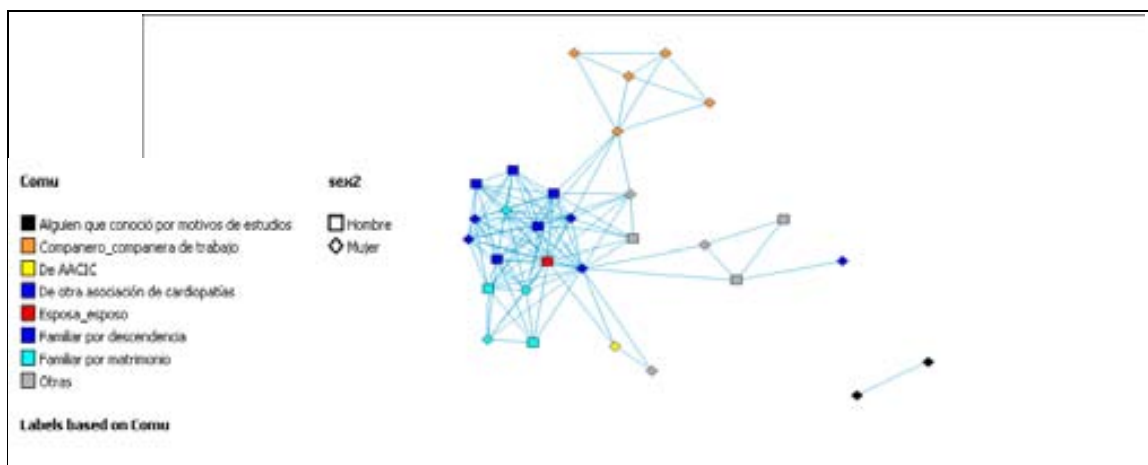 Comu
Alguien que conoció por motivos de estudios
Companero_companera de trabajo
De AACIC
De otra asociación de cardiopatías
Esposa_esposo
Familiar por descendencia
Familiar por matrimonio
Otras
Labels based on Comu
sex2
Hombre
Mujer